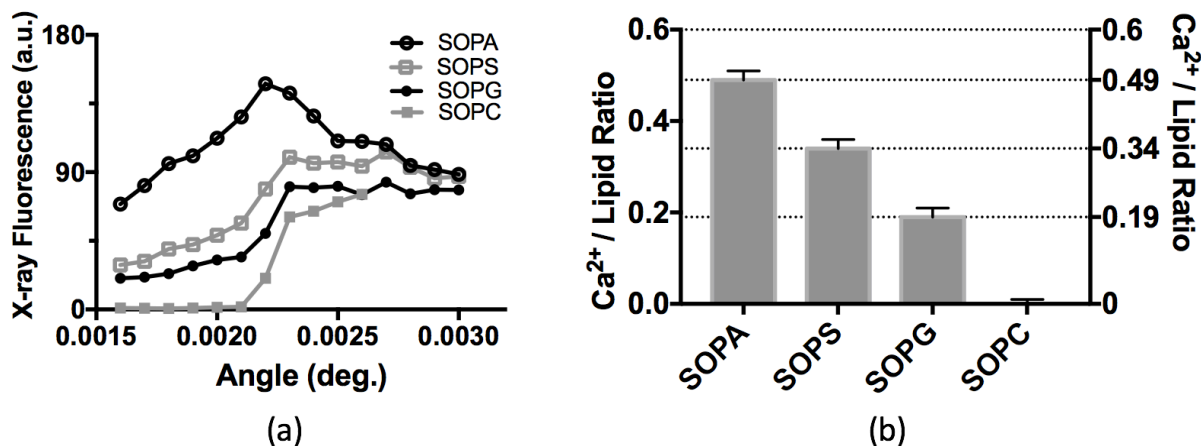 X-ray Fluorescence (a.u.)
180
90
0
SOPA
SOPS
SOPG
SOPC
0.0015
0.0020
0.0025
0.0030
Angle (deg.)
(a)
Ca²⁺ / Lipid Ratio
0.6
0.4
0.2
0.0
0.6
0.49
0.34
0.19
0
Ca²⁺ / Lipid Ratio
SOPA
SOPS
SOPG
SOPC
(b)